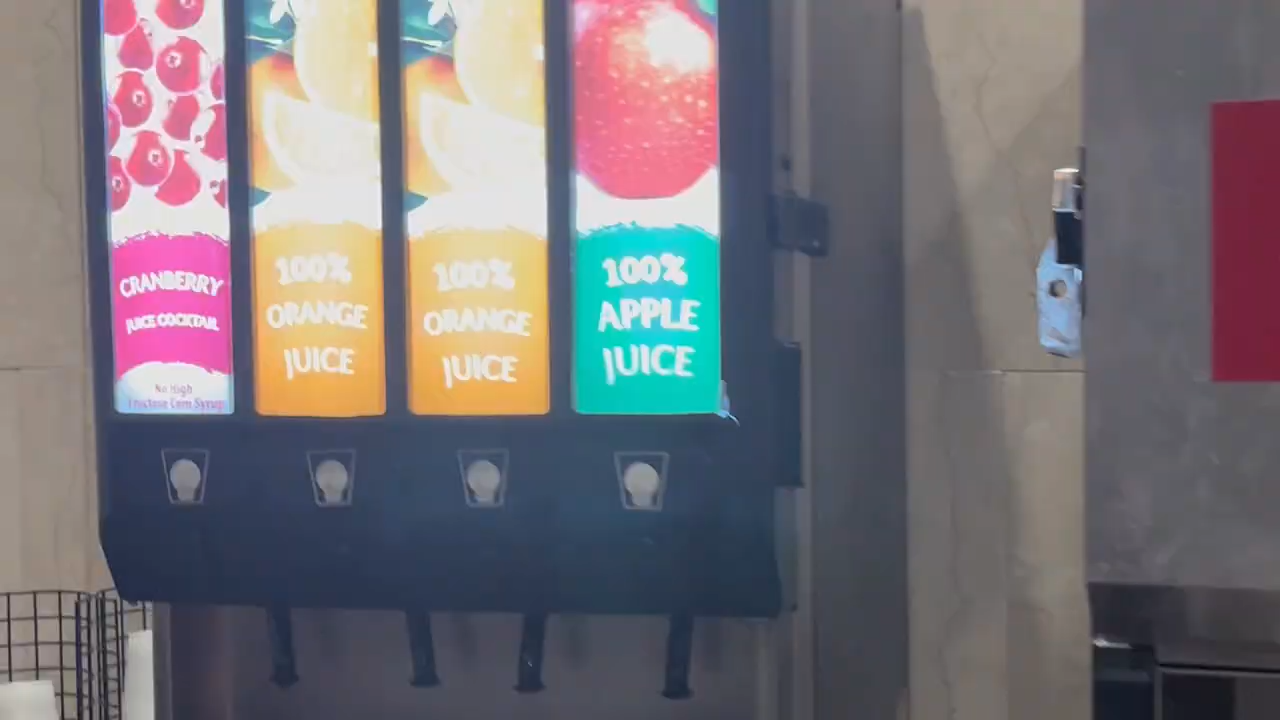 CRANBERRY
JUICE COCKTAIL
No High
Fructose Corn Syrup
100%
ORANGE
JUICE
100%
ORANGE
JUICE
100%
APPLE
JUICE